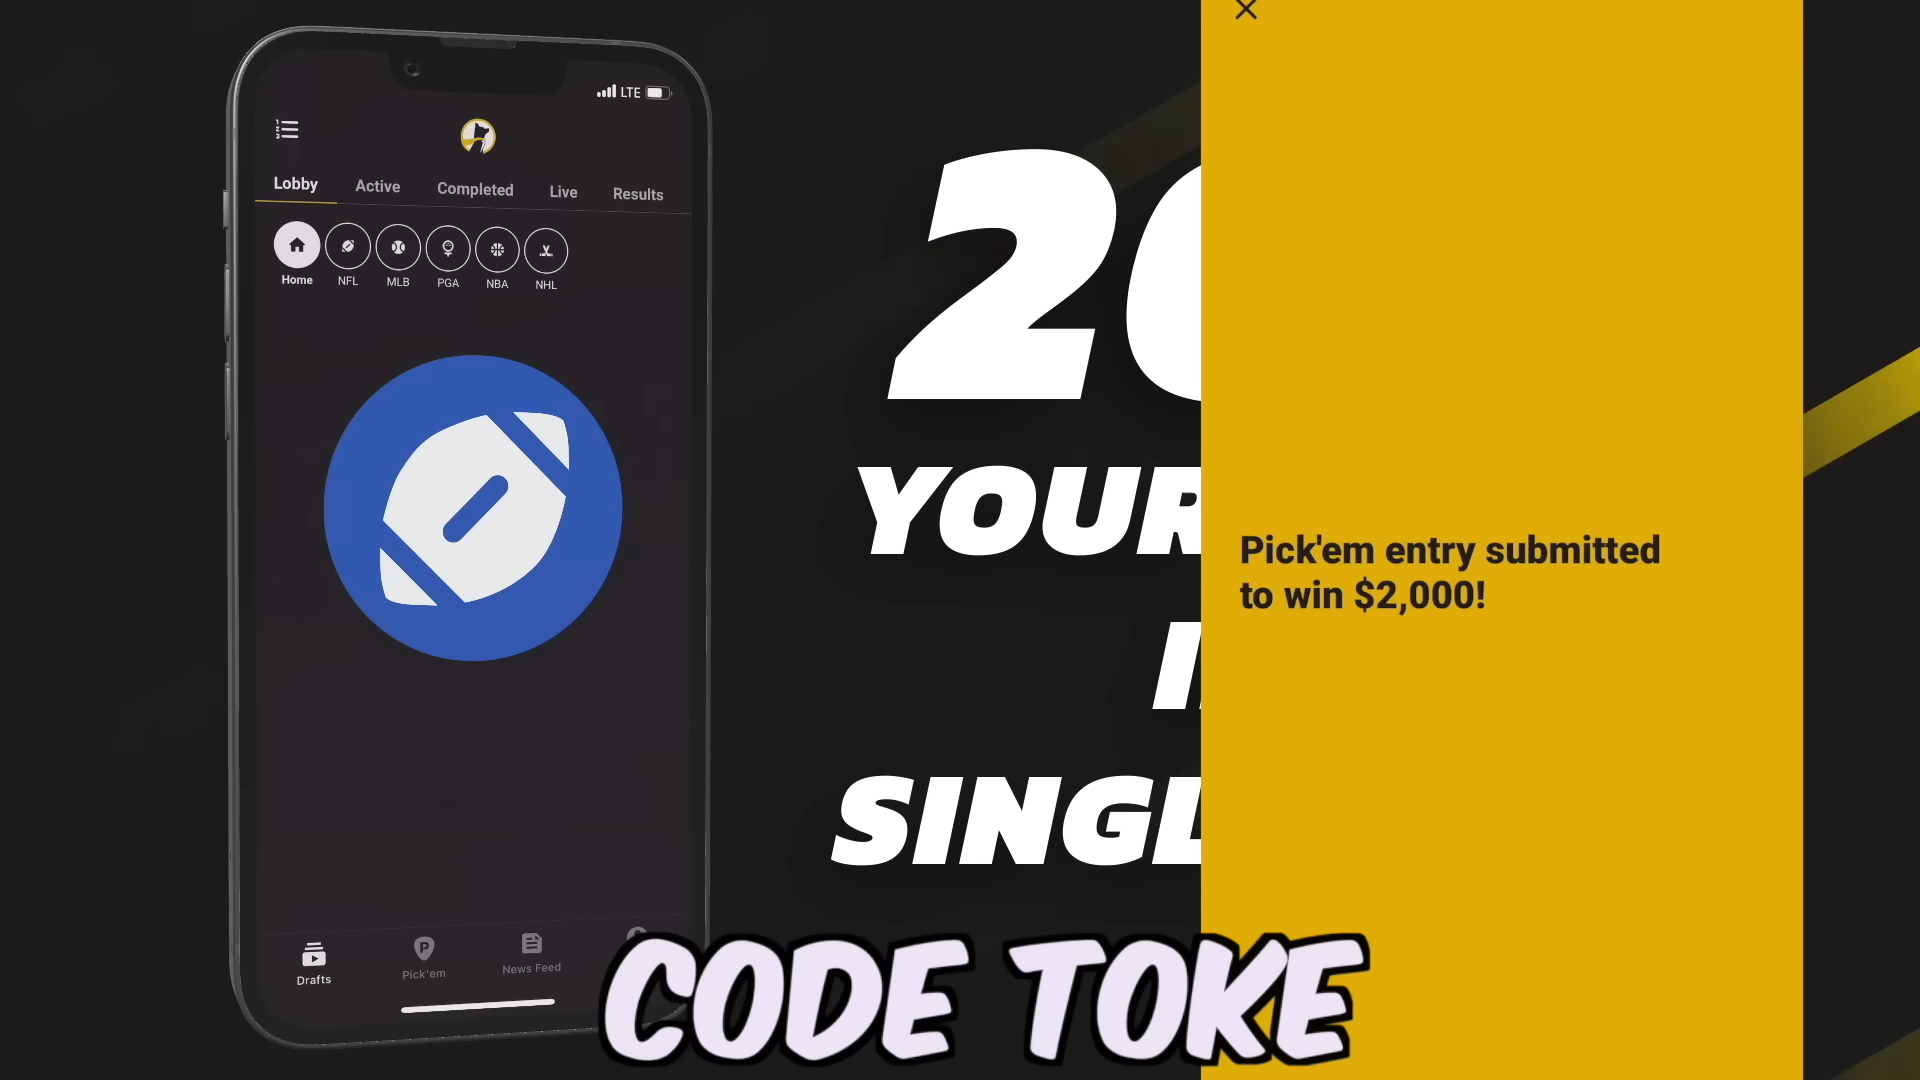 LTE
Lobby Active Completed Live Results
Home NFL MLB PGA NBA NHL
Drafts Pick'em News Feed
2
YOUR
SINGL
Pick'em entry submitted
to win $2,000!
CODE TOKE